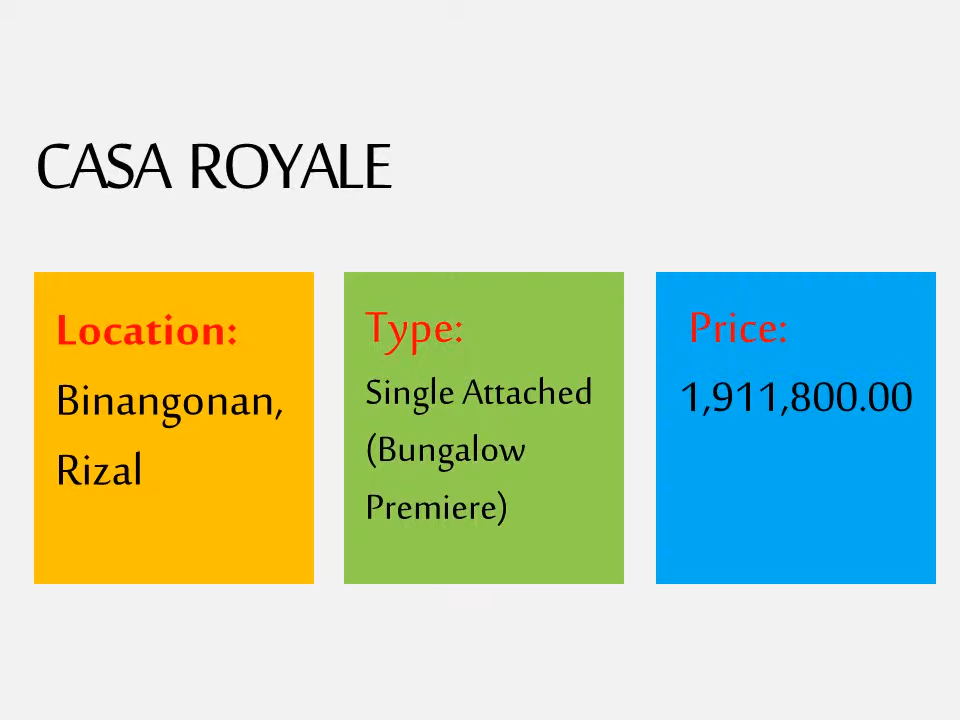 CASA ROYALE
Location:
Binangonan,
Rizal
Type:
Single Attached
(Bungalow
Premiere)
Price:
1,911,800.00